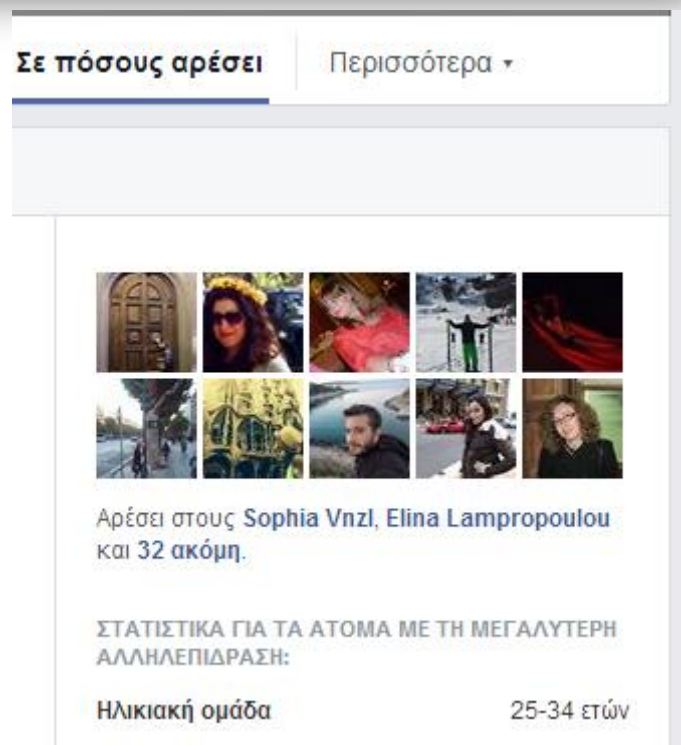 Σε πόσους αρέσει Περισσότερα
Αρέσει στους Sophia Vnzl, Elina Lampropoulou
και 32 ακόμη.
ΣΤΑΤΙΣΤΙΚΑ ΓΙΑ ΤΑ ΑΤΟΜΑ ΜΕ ΤΗ ΜΕΓΑΛΥΤΕΡΗ
ΑΛΛΗΛΕΠΙΔΡΑΣΗ:
Ηλικιακή ομάδα 25-34 ετών